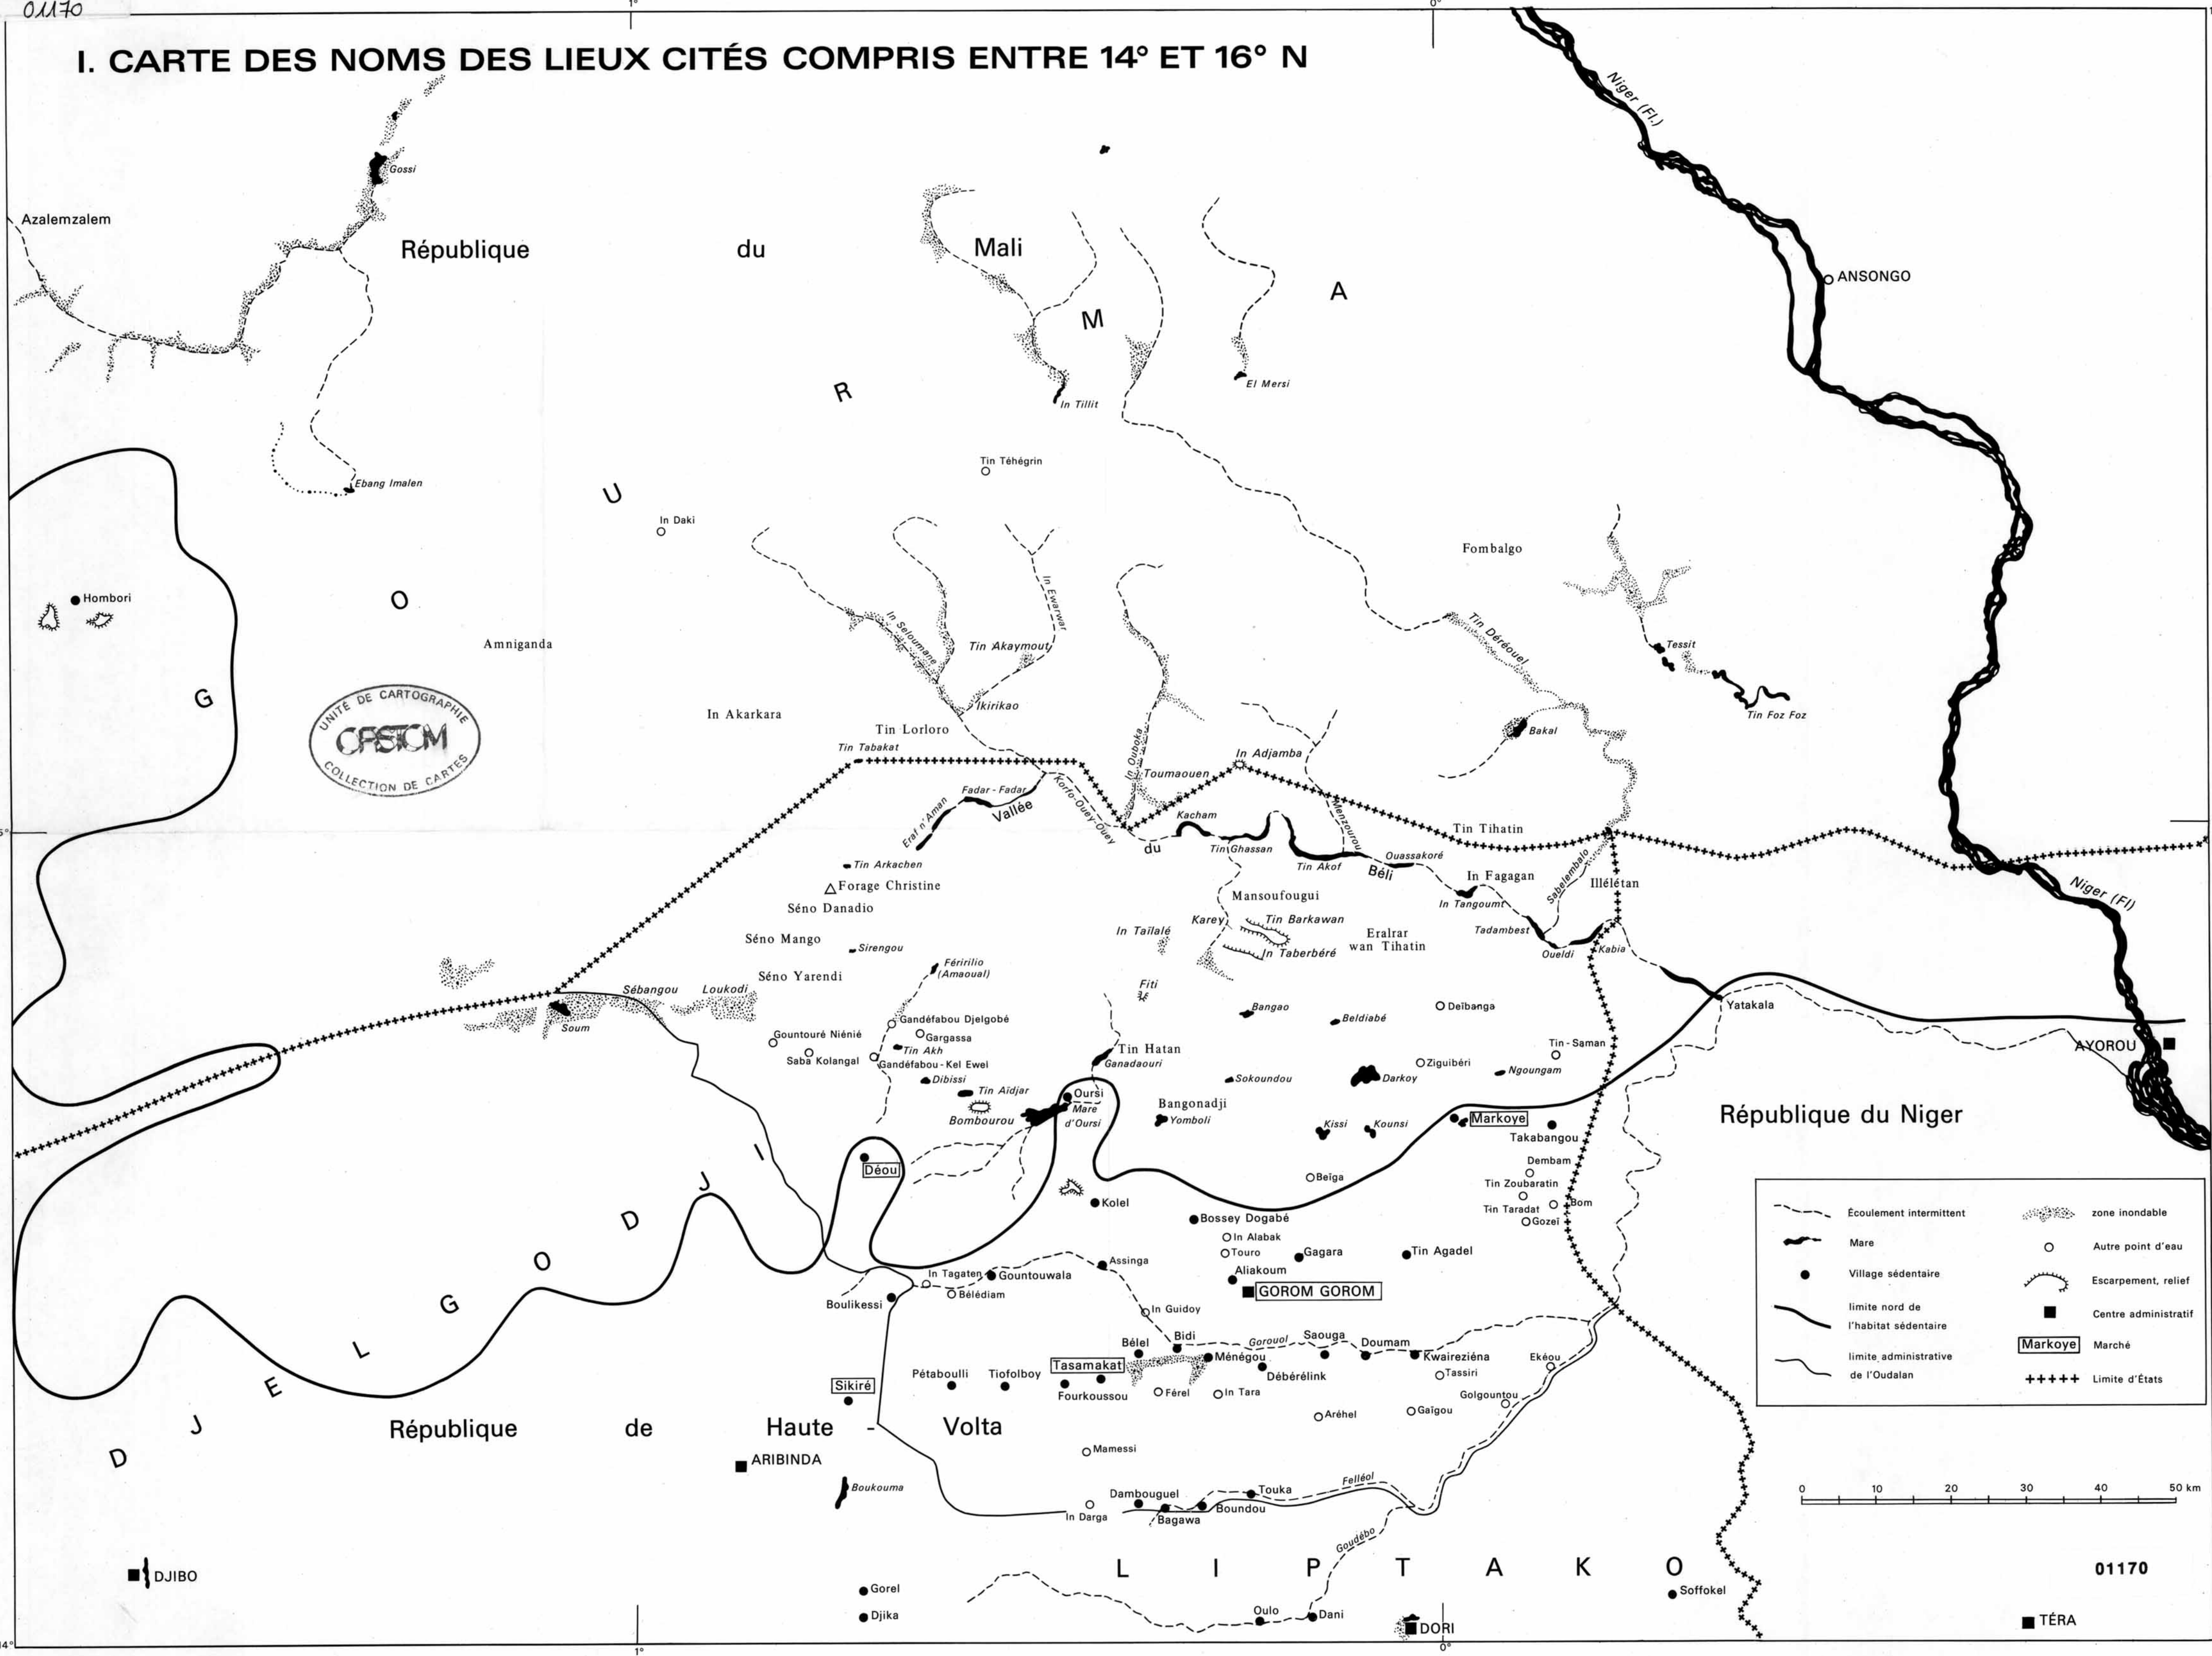 01170
1°
0°
I. CARTE DES NOMS DES LIEUX CITÉS COMPRIS ENTRE 14° ET 16° N
Niger (Fl.)
Gossi
Azalemzalem
République du Mali
ANSONGO
G O U R M A
El Mersi
In Tillit
Tin Téhégrin
Ebang Imalen
In Daki
Fombalgo
Hombori
In Ewarwar
In Seloumane
Tin Déréouel
Amniganda
Tin Akaymout
Tessit
UNITÉ DE CARTOGRAPHIE
COLLECTION DE CARTES
In Akarkara
Ikirikao
Tin Foz Foz
Tin Lorloro
Bakal
Tin Tabakat
In Ouboka
In Adjamba
Toumaouen
Fadar - Fadar
Eraf n'Aman
Vallée
Korfo-Ouey-Ouey
Menzourou
Kacham
5°
Tin Tihatin
du
Tin Ghassan
Ouassakoré
Tin Arkachen
Tin Akof
Béli
In Fagagan
Sabelembalo
Illélétan
Forage Christine
Mansoufougui
Niger (Fl)
Séno Danadio
In Tangoumt
Karey
Tin Barkawan
Séno Mango
In Taïlalé
Eralrar
wan Tihatin
Tadambest
Sirengou
In Taberbéré
Oueldi
Kabia
Féririlio
(Amaoual)
Séno Yarendi
Sébangou
Loukodi
Fiti
Yatakala
Soum
Bangao
Deïbanga
Gandéfabou Djelgobé
Beldiabé
Gountouré Niénié
Gargassa
Tin - Saman
AYOROU
Tin Akh
Tin Hatan
Saba Kolangal
Gandéfabou - Kel Ewel
Ganadaouri
Ziguibéri
Dibissi
Sokoundou
Darkoy
Ngoungam
Tin Aïdjar
Oursi
Bangonadji
Mare
d'Oursi
République du Niger
Bombourou
Yomboli
Kissi
Kounsi
Markoye
Takabangou
Déou
Dembam
Beïga
Tin Zoubaratin
Kolel
Bom
Tin Taradat
Gozeï
Bossey Dogabé
In Alabak
Touro
Gagara
Tin Agadel
Assinga
Aliakoum
In Tagaten
Gountouwala
GOROM GOROM
Bélédiam
Boulikessi
In Guidoy
Bidi
Gorouol
Saouga
Doumam
Bélel
Ménégou
Kwaireziéna
Ekéou
Tasamakat
Pétaboulli
Tiofolboy
Débérélink
Tassiri
Sikiré
Fourkoussou
Férel
In Tara
Golgountou
Aréhel
Gaïgou
D J E L G O D J I
République de Haute - Volta
Mamessi
ARIBINDA
Felléol
Boukouma
Dambouguel
Touka
In Darga
Bagawa
Boundou
Goudébo
L I P T A K O
DJIBO
Gorel
Djika
Oulo
Dani
DORI
Soffokel
TÉRA
Écoulement intermittent
Mare
Village sédentaire
limite nord de
l'habitat sédentaire
limite administrative
de l'Oudalan
zone inondable
Autre point d'eau
Escarpement, relief
Centre administratif
Markoye
Marché
Limite d'États
0 10 20 30 40 50 km
01170
14°
1°
0°